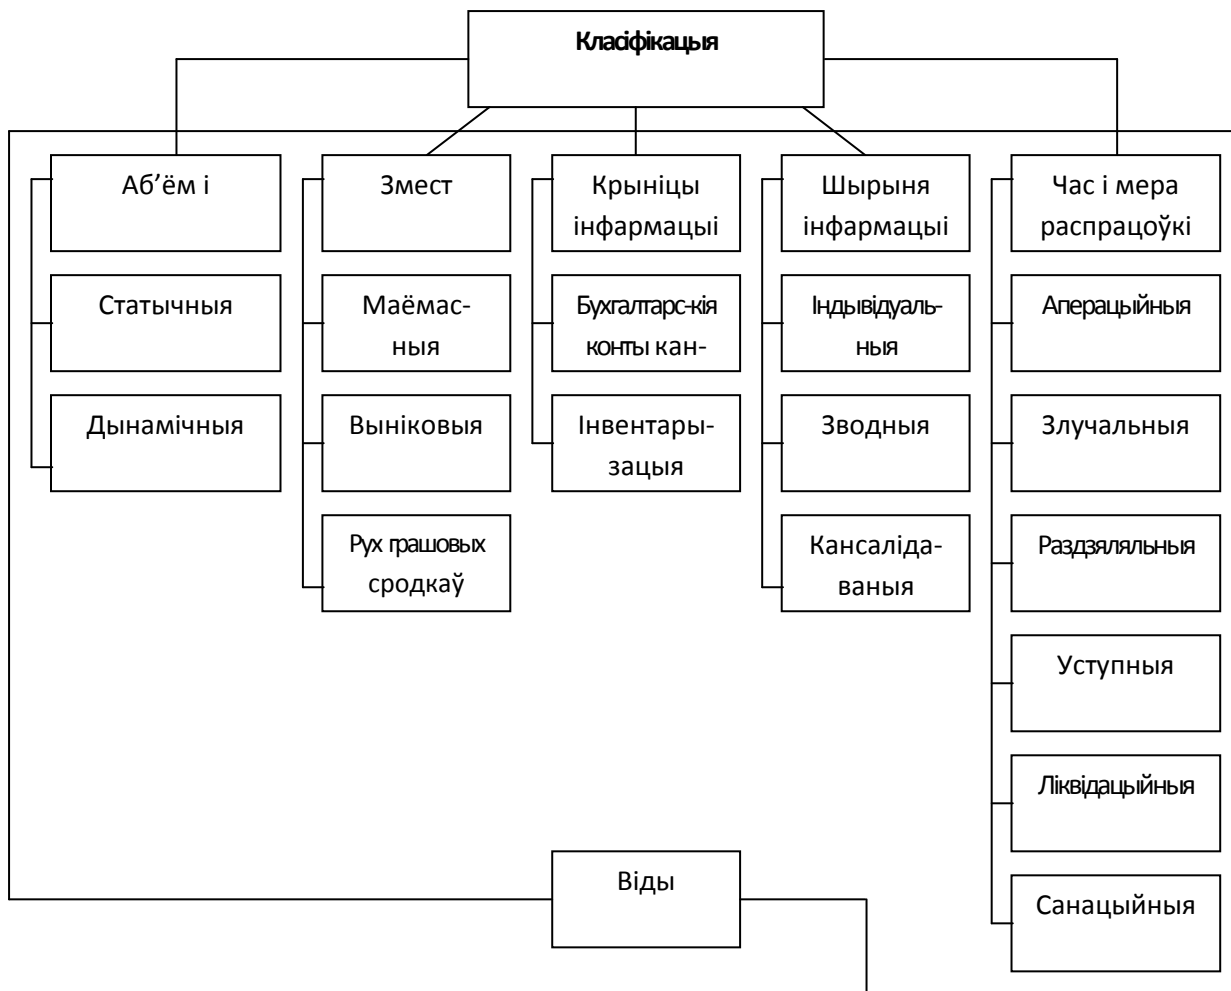 Класіфікацыя
Аб’ём і
Змест
Крыніцы
інфармацыі
Шырыня
інфармацыі
Час і мера
распрацоўкі
Статычныя
Маёмас-
ныя
Бухгалтарс-кія
конты кан-
Індывідуаль-
ныя
Аперацыйныя
Дынамічныя
Выніковыя
Інвентары-
зацыя
Зводныя
Злучальныя
Рух грашовых
сродкаў
Кансаліда-
ваныя
Раздзяляльныя
Уступныя
Ліквідацыйныя
Віды
Санацыйныя